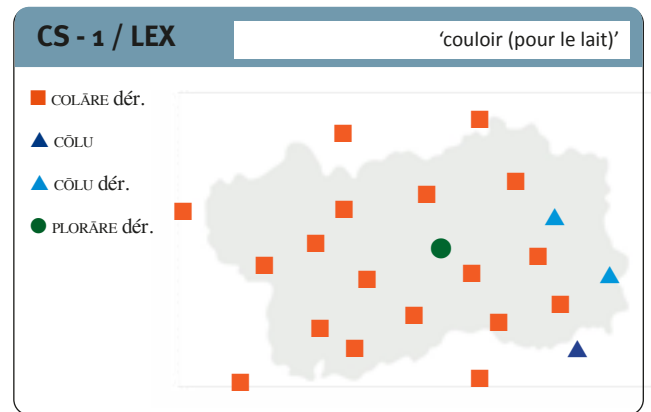 CS - 1 / LEX
‘couloir (pour le lait)’
COLĀRE dér.
CŌLU
CŌLU dér.
PLORĀRE dér.